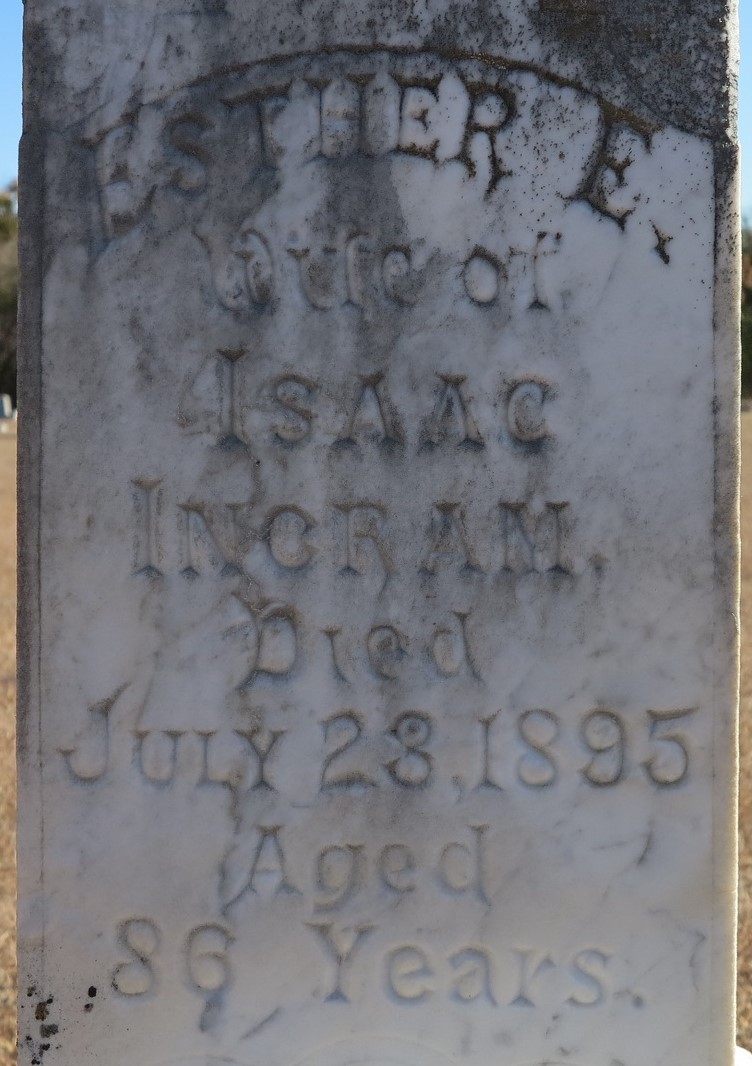 ESTHER E.
Wife of
ISAAC
INGRAM.
Died
JULY 28, 1895
Aged
86 Years.